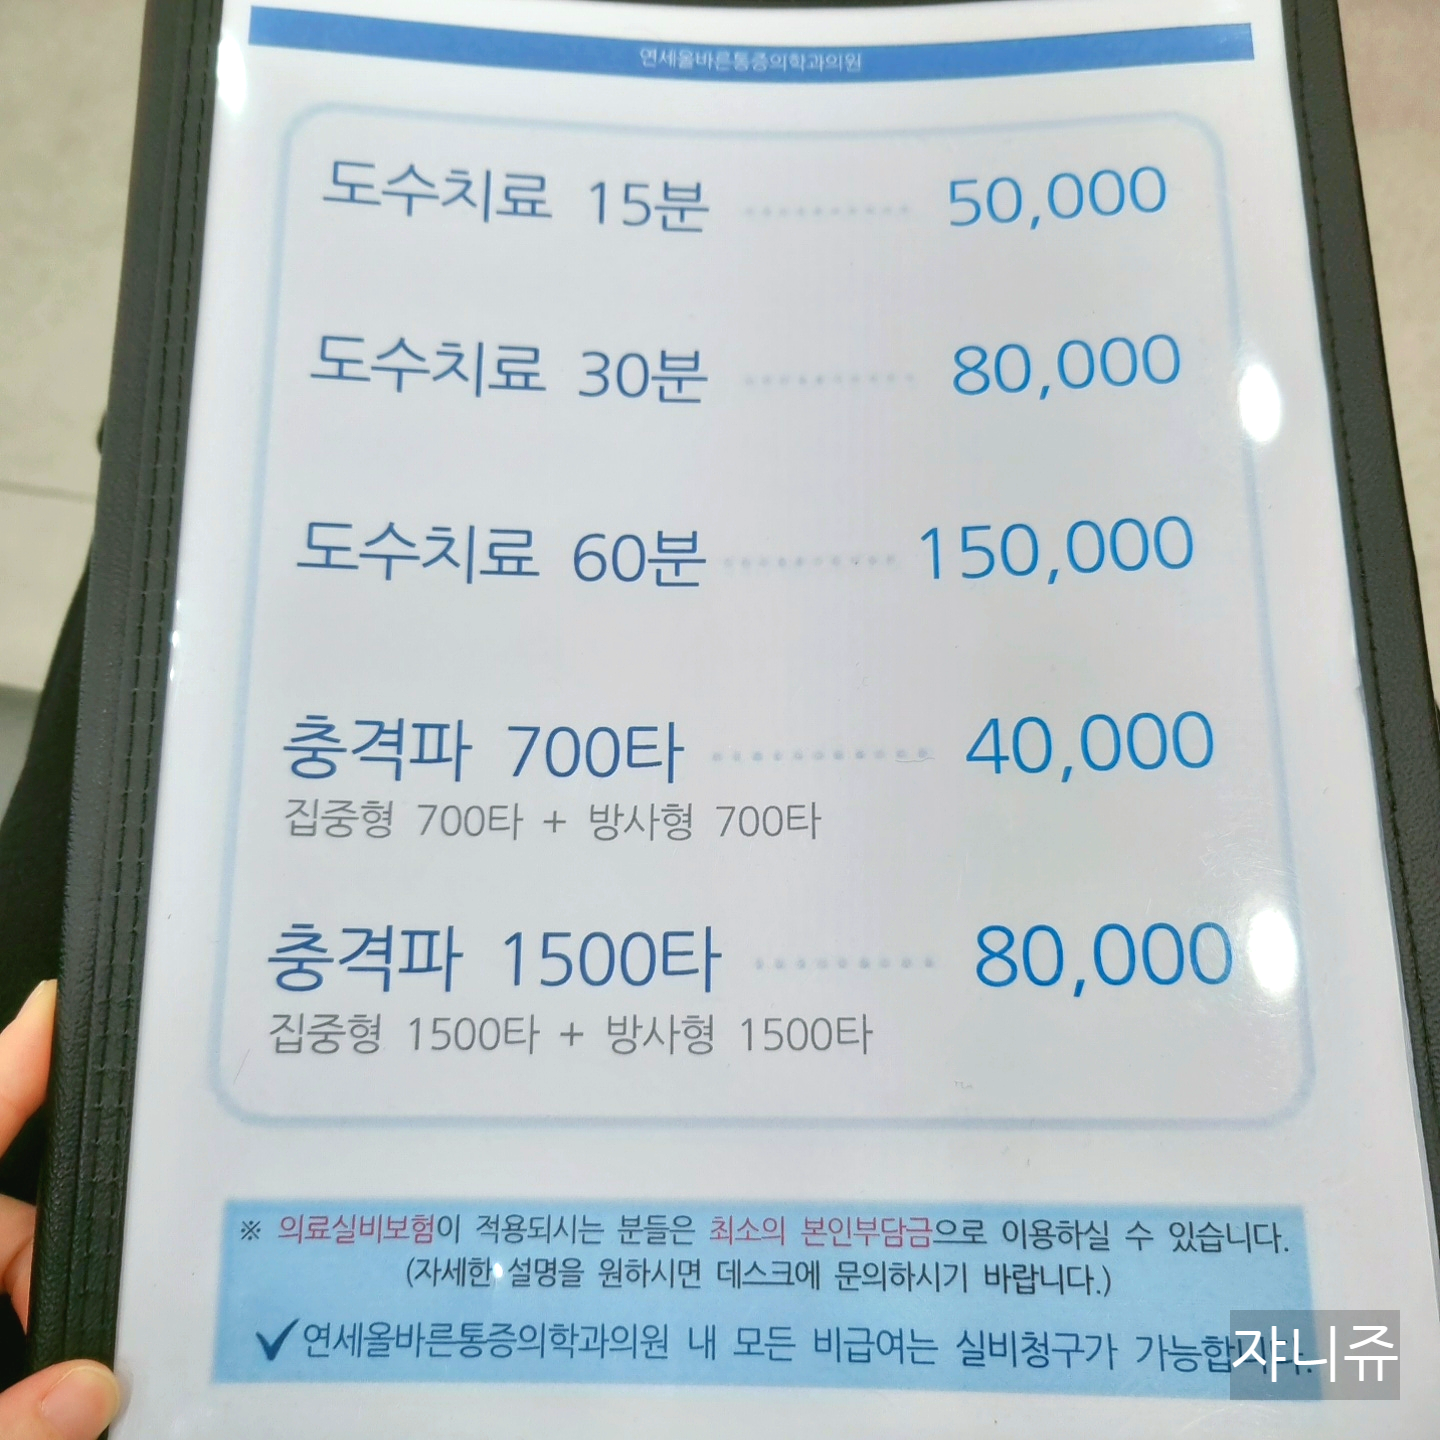 연세올바른통증의학과의원
도수치료 15분 ·········· 50,000
도수치료 30분 ·········· 80,000
도수치료 60분 ·········· 150,000
충격파 700타 ··········· 40,000
집중형 700타 + 방사형 700타
충격파 1500타 ········· 80,000
집중형 1500타 + 방사형 1500타
※ 의료실비보험이 적용되시는 분들은 최소의 본인부담금으로 이용하실 수 있습니다.
(자세한 설명을 원하시면 데스크에 문의하시기 바랍니다.)
✓연세올바른통증의학과의원 내 모든 비급여는 실비청구가 가능합니다.
쟈니쥬